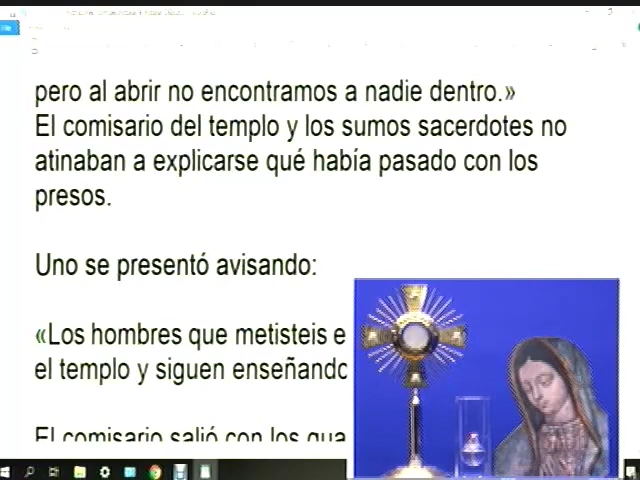 pero al abrir no encontramos a nadie dentro.»
El comisario del templo y los sumos sacerdotes no
atinaban a explicarse qué había pasado con los
presos.
Uno se presentó avisando:
«Los hombres que metisteis e
el templo y siguen enseñando
El comisario salió con los gua